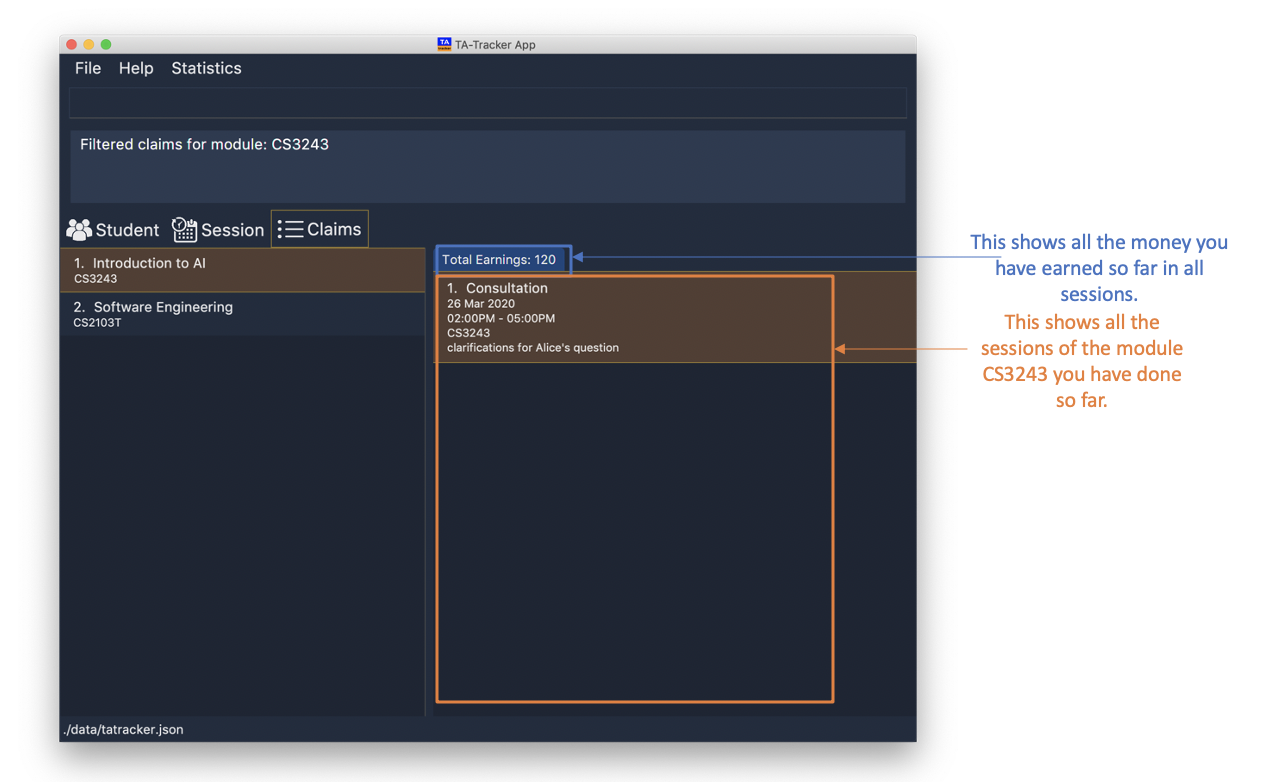 TA-Tracker App
File Help Statistics
Filtered claims for module: CS3243
Student Session Claims
1. Introduction to AI
CS3243
2. Software Engineering
CS2103T
Total Earnings: 120
1. Consultation
26 Mar 2020
02:00PM - 05:00PM
CS3243
clarifications for Alice's question
This shows all the money you
have earned so far in all
sessions.
This shows all the
sessions of the module
CS3243 you have done
so far.
./data/tatracker.json